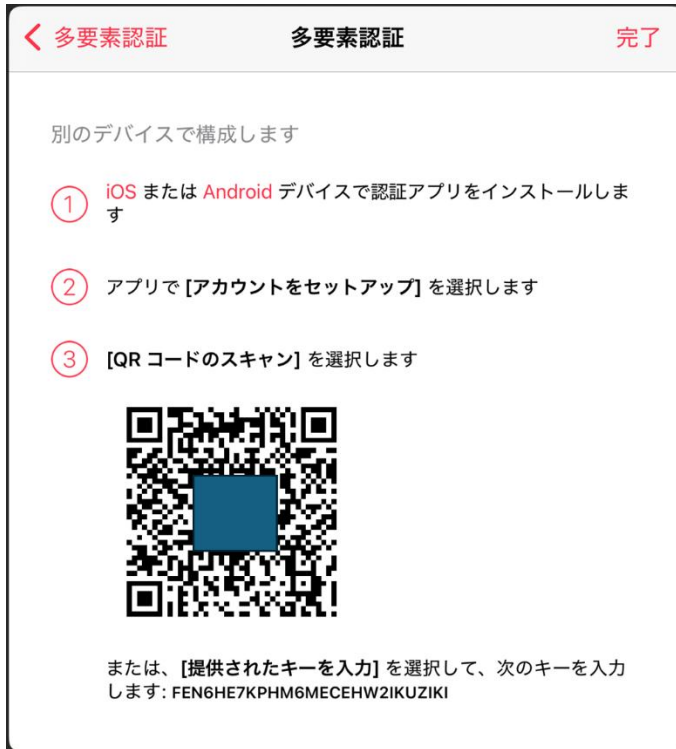 多要素認証 多要素認証 完了
別のデバイスで構成します
1 iOS または Android デバイスで認証アプリをインストールしま
す
2 アプリで [アカウントをセットアップ] を選択します
3 [QR コードのスキャン] を選択します
または、[提供されたキーを入力] を選択して、次のキーを入力
します: FEN6HE7KPHM6MECEHW2IKUZIKI